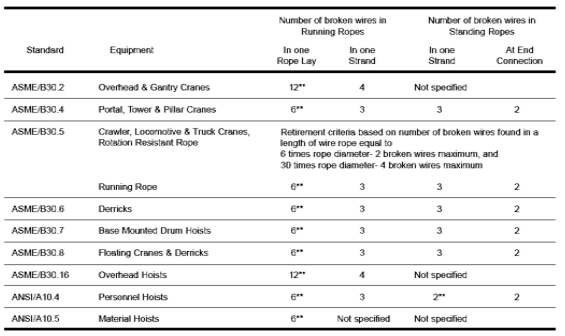 Number of broken wires in Running Ropes
Number of broken wires in Standing Ropes
Standard Equipment In one Rope Lay In one Strand In one Strand At End Connection
ASME/B30.2 Overhead & Gantry Cranes 12** 4 Not specified
ASME/B30.4 Portal, Tower & Pillar Cranes 6** 3 3 2
ASME/B30.5 Crawler, Locomotive & Truck Cranes, Rotation Resistant Rope
Retirement criteria based on number of broken wires found in a
length of wire rope equal to
6 times rope diameter- 2 broken wires maximum, and
30 times rope diameter- 4 broken wires maximum
Running Rope 6** 3 3 2
ASME/B30.6 Derricks 6** 3 3 2
ASME/B30.7 Base Mounted Drum Hoists 6** 3 3 2
ASME/B30.8 Floating Cranes & Derricks 6** 3 3 2
ASME/B30.16 Overhead Hoists 12** 4 Not specified
ANSI/A10.4 Personnel Hoists 6** 3 2** 2
ANSI/A10.5 Material Hoists 6** Not specified Not specified